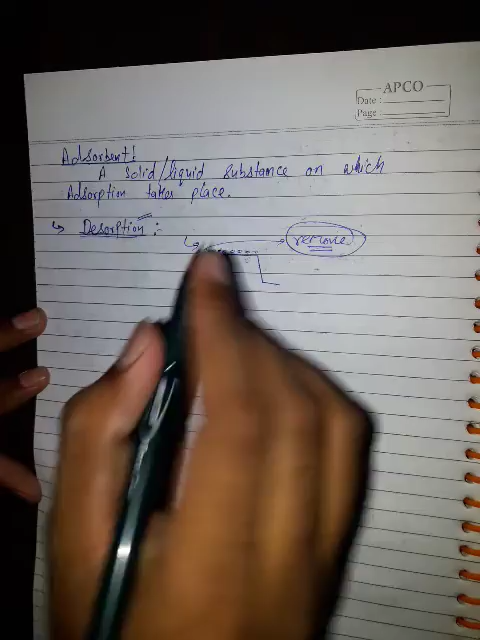 APCO
Date :
Page :
Adsorbent!
A solid/liquid substance on which
Adsorption takes place.
↳ Desorption :-
remove